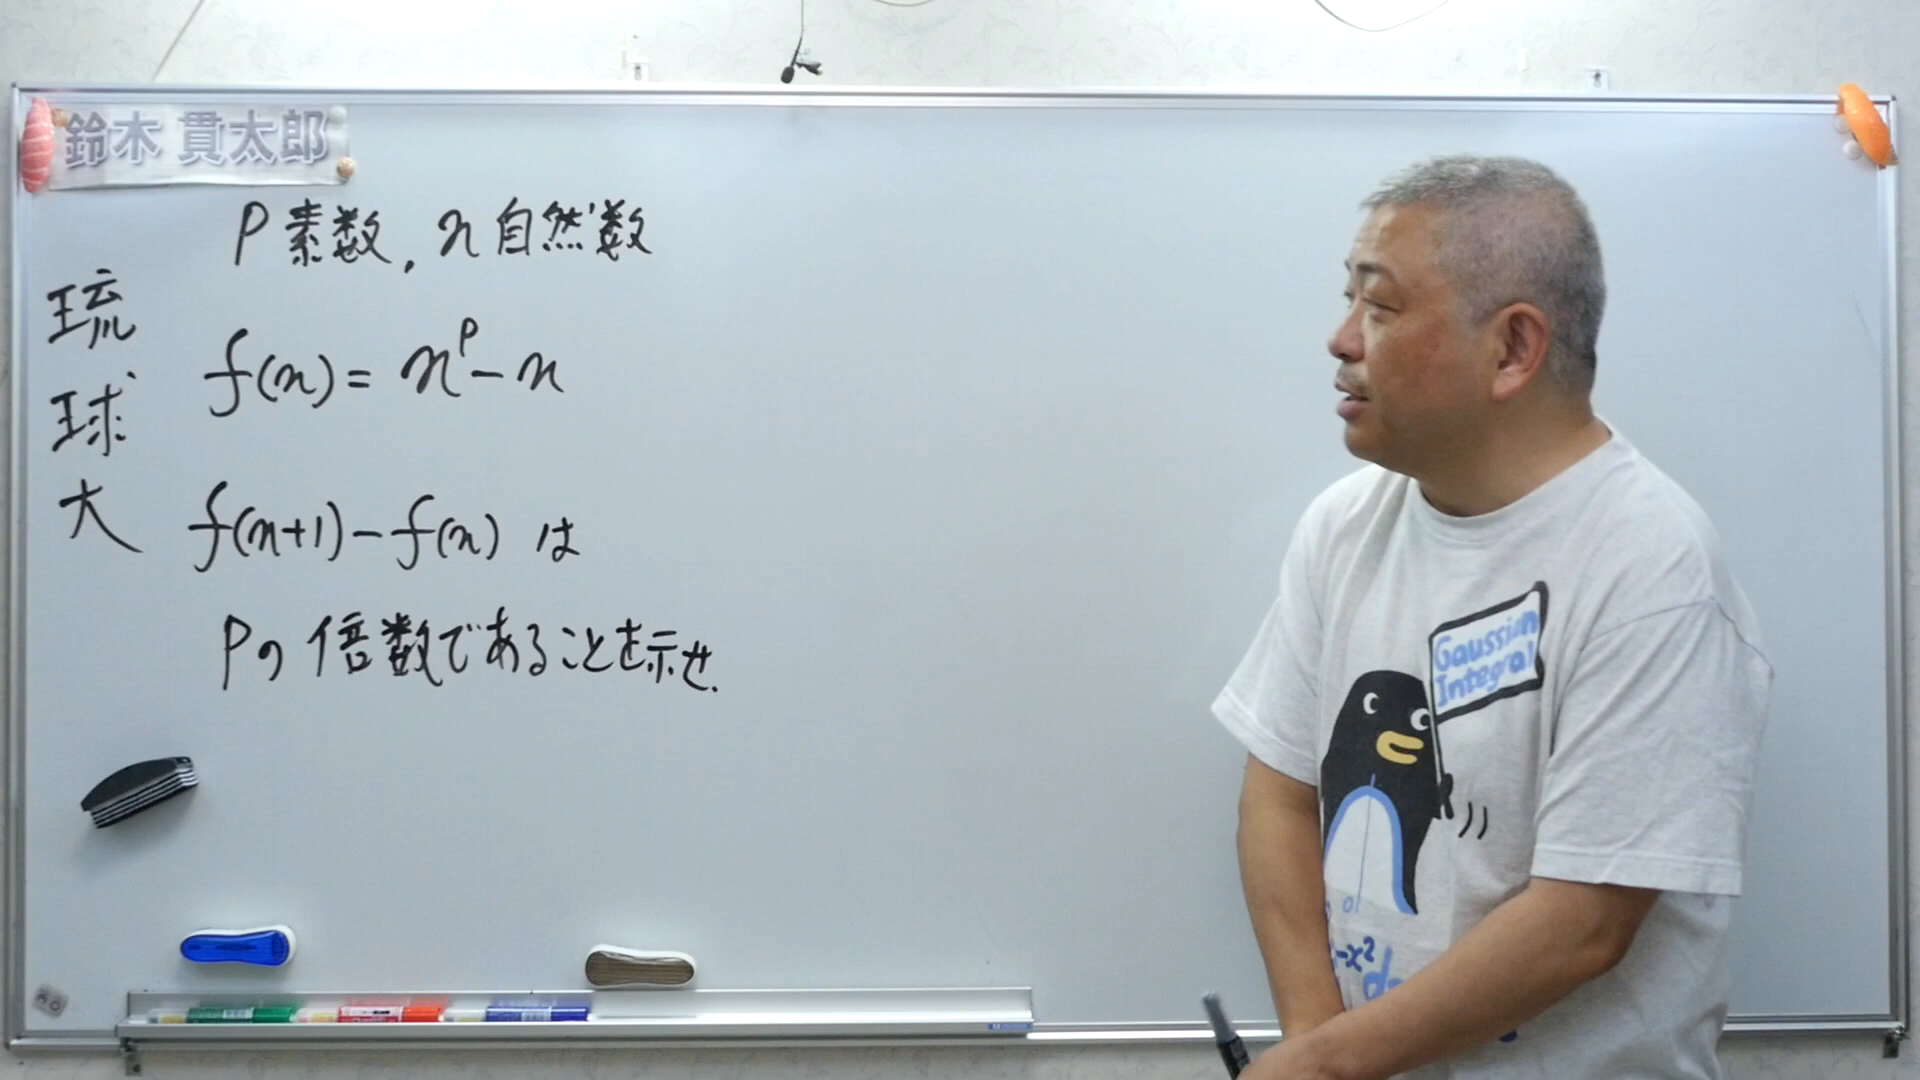 鈴木 貫太郎
P 素数, n 自然数
琉球大
f(n) = n^p - n
f(n+1) - f(n) は
Pの倍数であることを示せ.
Gaussian
Integral
-x²